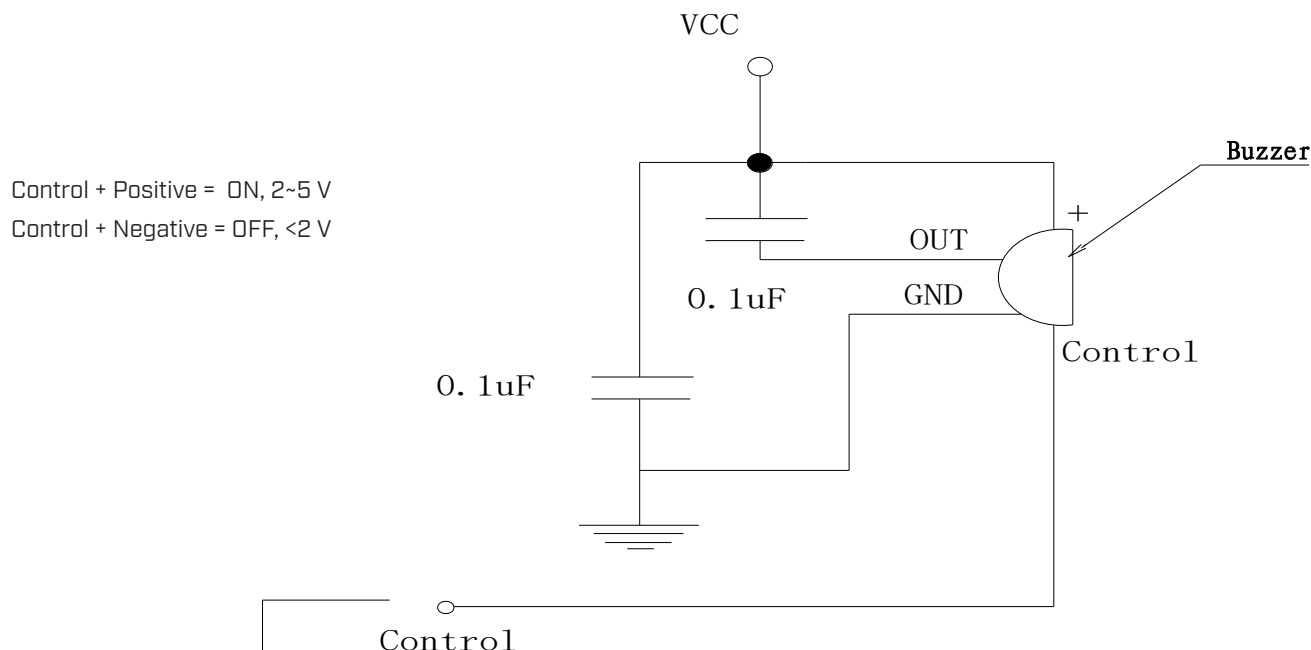 VCC
Buzzer
Control + Positive = ON, 2~5 V
Control + Negative = OFF, <2 V
+
OUT
0.1uF
GND
Control
0.1uF
Control